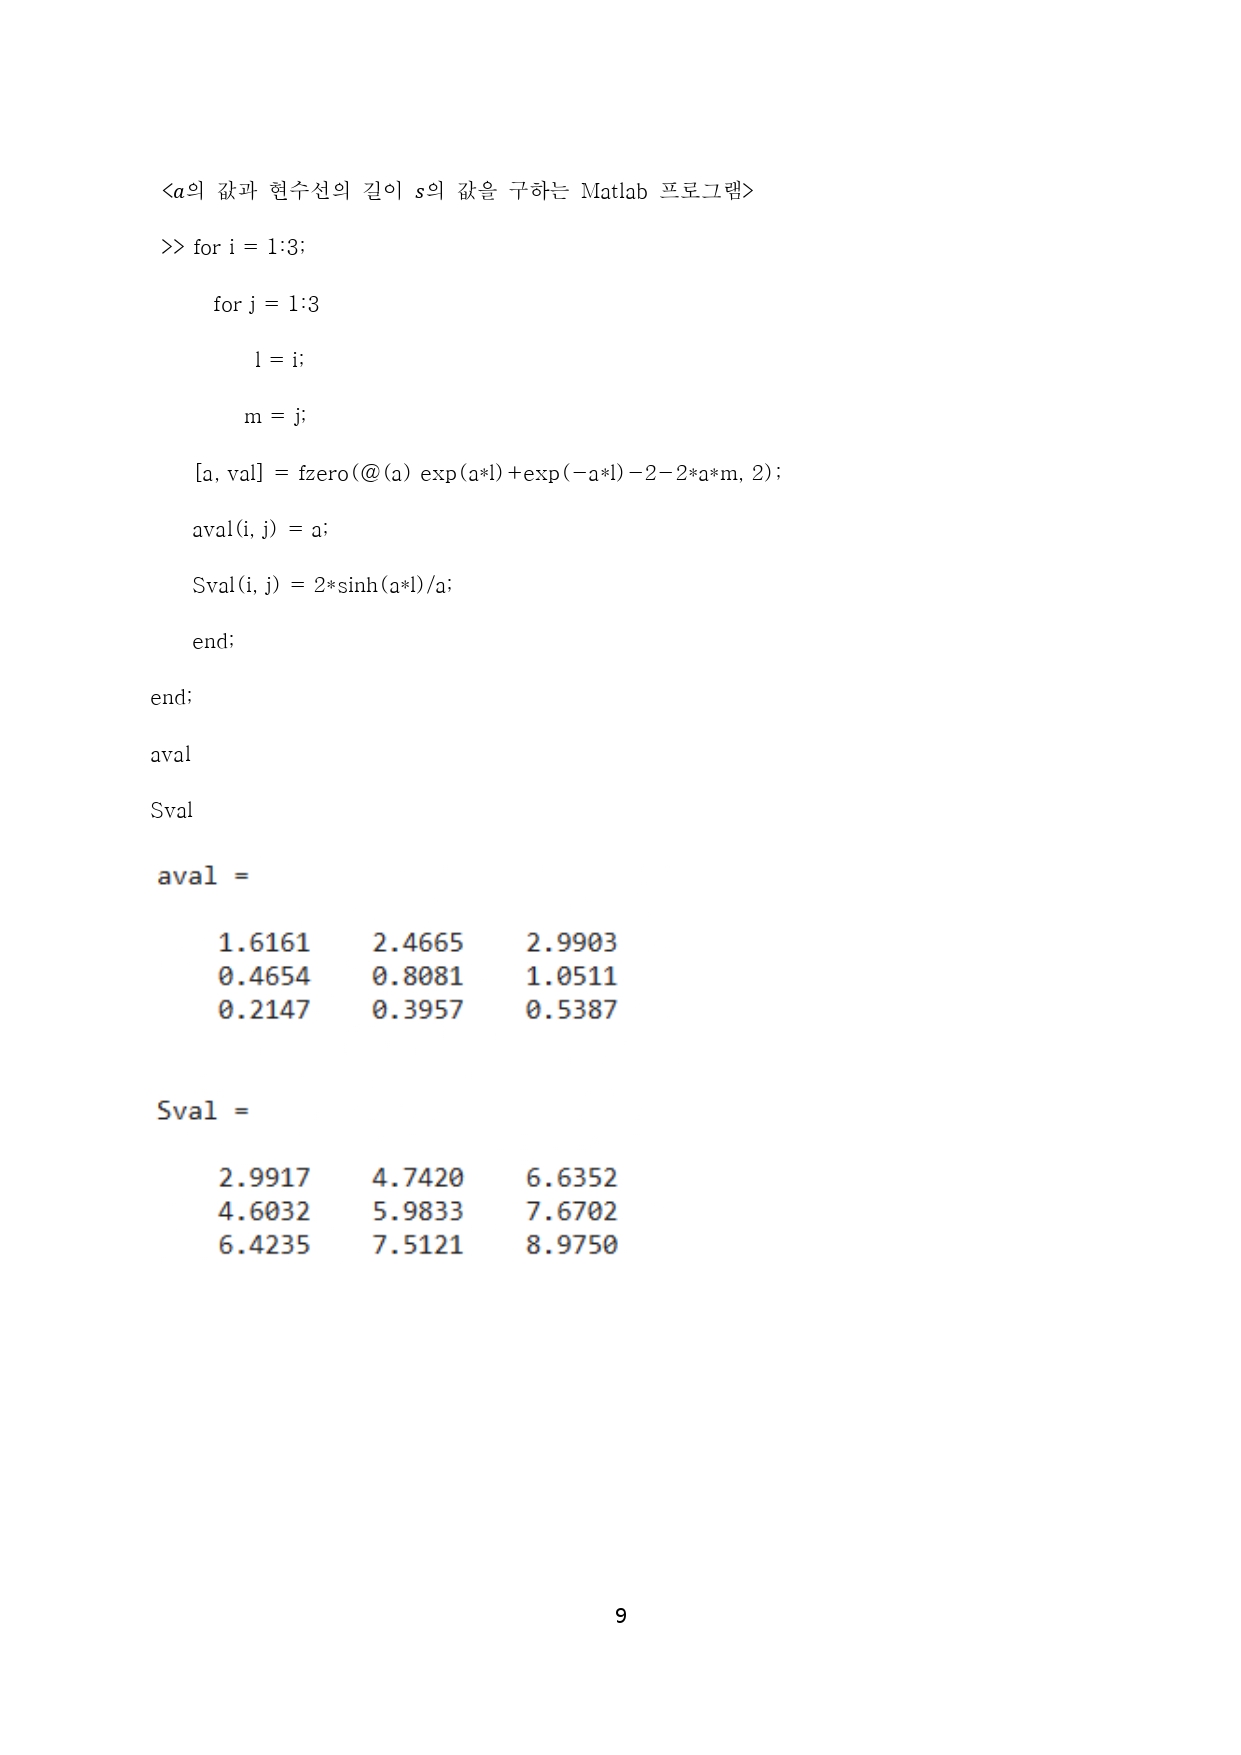 <a의 값과 현수선의 길이 s의 값을 구하는 Matlab 프로그램>
>> for i = 1:3;
for j = 1:3
l = i;
m = j;
[a, val] = fzero(@(a) exp(a*l)+exp(-a*l)-2-2*a*m, 2);
aval(i, j) = a;
Sval(i, j) = 2*sinh(a*l)/a;
end;
end;
aval
Sval
aval =
1.6161 2.4665 2.9903
0.4654 0.8081 1.0511
0.2147 0.3957 0.5387
Sval =
2.9917 4.7420 6.6352
4.6032 5.9833 7.6702
6.4235 7.5121 8.9750
9